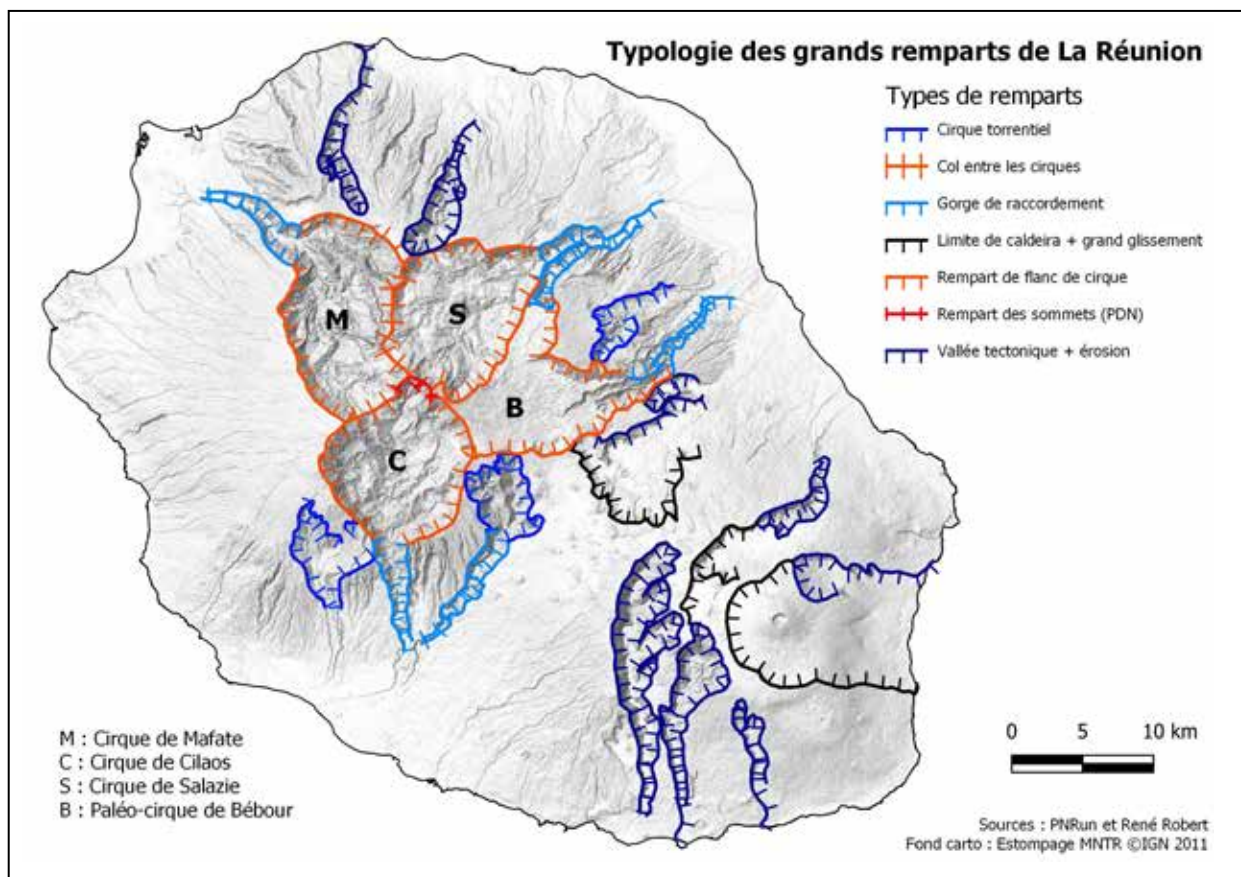 Typologie des grands remparts de La Réunion
Types de remparts
Cirque torrentiel
Col entre les cirques
Gorge de raccordement
Limite de caldeira + grand glissement
Rempart de flanc de cirque
Rempart des sommets (PDN)
Vallée tectonique + érosion
M
S
B
C
M : Cirque de Mafate
C : Cirque de Cilaos
S : Cirque de Salazie
B : Paléo-cirque de Bébour
0 10 km
Sources : PNRun et René Robert
Fond carto : Estompage MNTR ©IGN 2011